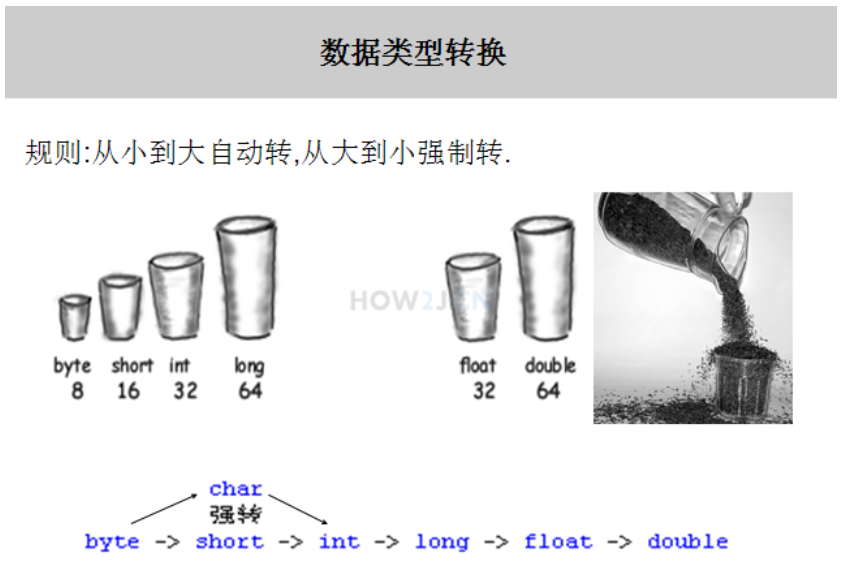 数据类型转换
规则:从小到大自动转,从大到小强制转.
HOW2J.CN
byte short int long float double
8 16 32 64 32 64
char
强转
byte -> short -> int -> long -> float -> double